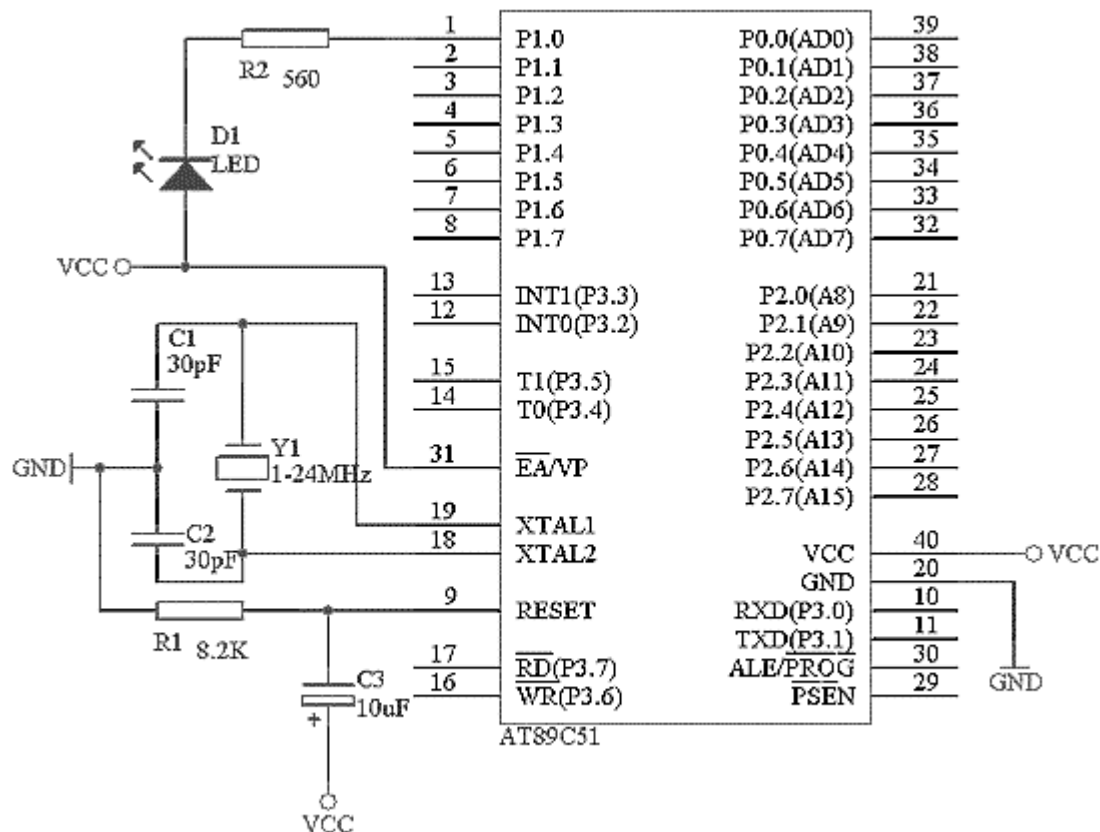 1 P1.0 P0.0(AD0) 39
2 P1.1 P0.1(AD1) 38
R2 560
3 P1.2 P0.2(AD2) 37
4 P1.3 P0.3(AD3) 36
D1
LED
5 P1.4 P0.4(AD4) 35
6 P1.5 P0.5(AD5) 34
7 P1.6 P0.6(AD6) 33
8 P1.7 P0.7(AD7) 32
VCC
13 INT1(P3.3) P2.0(A8) 21
12 INT0(P3.2) P2.1(A9) 22
C1
30pF
P2.2(A10) 23
15 T1(P3.5) P2.3(A11) 24
14 T0(P3.4) P2.4(A12) 25
P2.5(A13) 26
Y1
1-24MHz
GND
31 EA/VP P2.6(A14) 27
P2.7(A15) 28
19 XTAL1
C2
30pF
18 XTAL2 VCC 40 VCC
GND 20
9 RESET RXD(P3.0) 10
R1 8.2K
TXD(P3.1) 11
17 RD(P3.7) ALE/PROG 30
GND
16 WR(P3.6) PSEN 29
C3
10uF
+
AT89C51
VCC